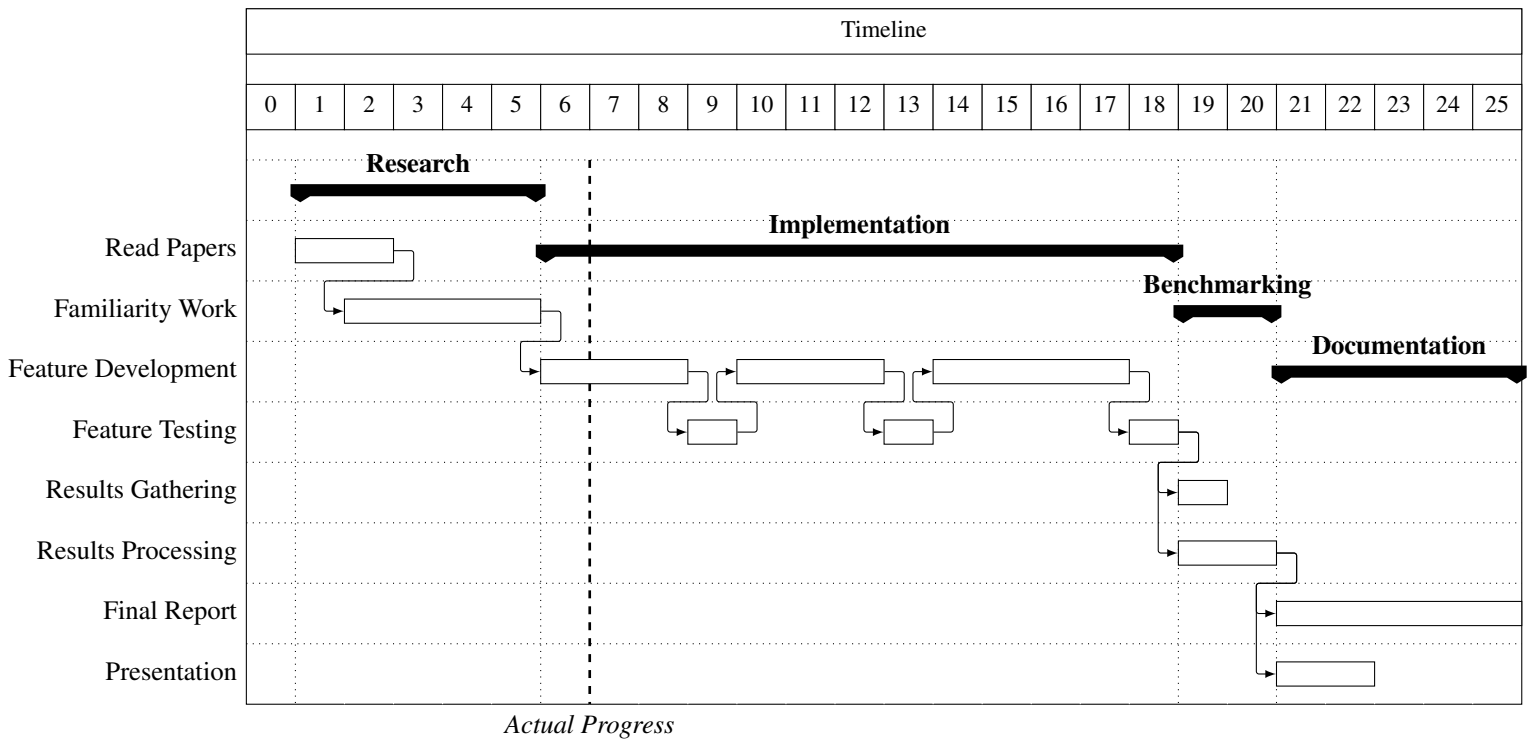 Timeline
0 1 2 3 4 5 6 7 8 9 10 11 12 13 14 15 16 17 18 19 20 21 22 23 24 25
Research
Implementation
Read Papers
Benchmarking
Familiarity Work
Documentation
Feature Development
Feature Testing
Results Gathering
Results Processing
Final Report
Presentation
Actual Progress